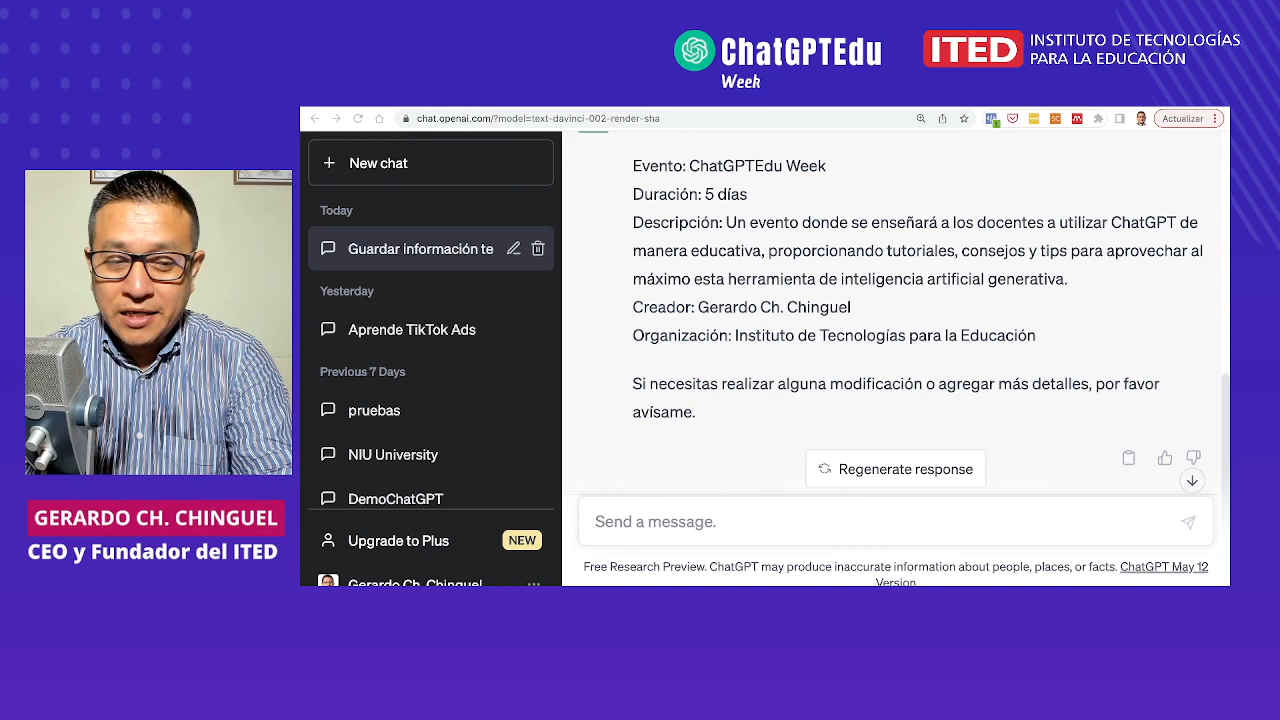 ChatGPTEdu
Week
ITED
INSTITUTO DE TECNOLOGÍAS
PARA LA EDUCACIÓN
chat.openai.com/?model=text-davinci-002-render-sha
Actualizar
New chat
Today
Guardar información te
Yesterday
Aprende TikTok Ads
Previous 7 Days
pruebas
NIU University
DemoChatGPT
Upgrade to Plus
NEW
Gerardo Ch. Chinguel
Evento: ChatGPTEdu Week
Duración: 5 días
Descripción: Un evento donde se enseñará a los docentes a utilizar ChatGPT de
manera educativa, proporcionando tutoriales, consejos y tips para aprovechar al
máximo esta herramienta de inteligencia artificial generativa.
Creador: Gerardo Ch. Chinguel
Organización: Instituto de Tecnologías para la Educación
Si necesitas realizar alguna modificación o agregar más detalles, por favor
avísame.
Regenerate response
Send a message.
Free Research Preview. ChatGPT may produce inaccurate information about people, places, or facts. ChatGPT May 12
Version
GERARDO CH. CHINGUEL
CEO y Fundador del ITED